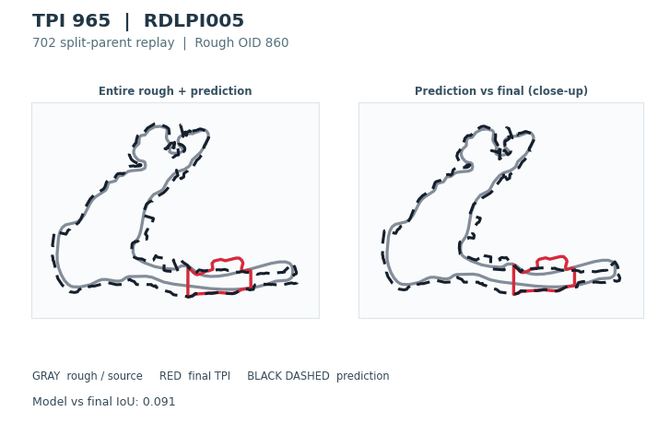 TPI 965 | RDLPI005
702 split-parent replay | Rough OID 860
Entire rough + prediction
Prediction vs final (close-up)
GRAY rough / source RED final TPI BLACK DASHED prediction
Model vs final IoU: 0.091